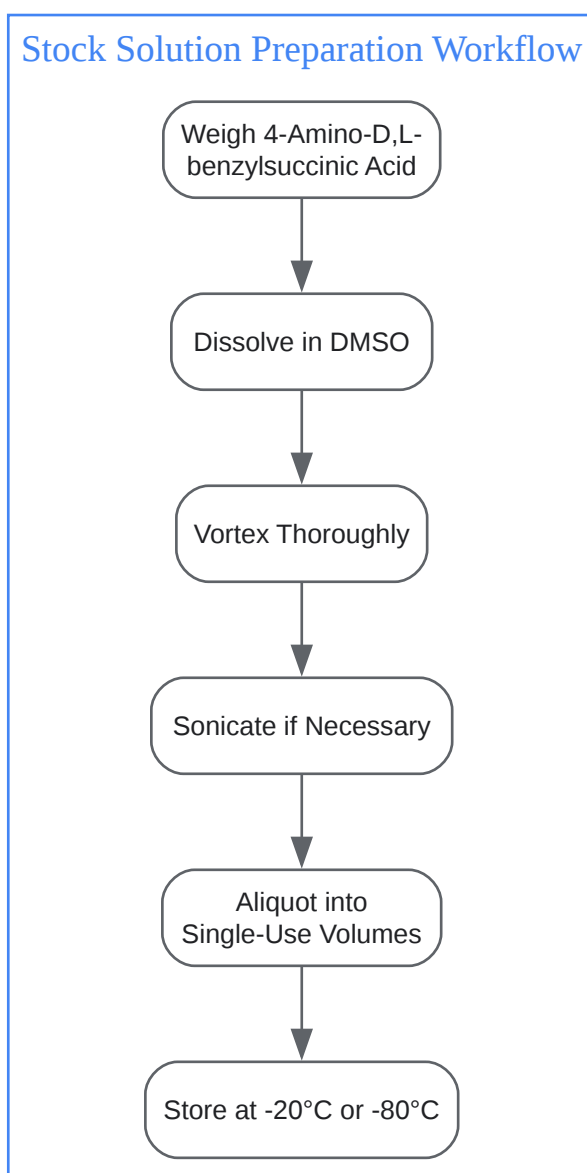 Stock Solution Preparation Workflow
Weigh 4-Amino-D,L-
benzylsuccinic Acid
Dissolve in DMSO
Vortex Thoroughly
Sonicate if Necessary
Aliquot into
Single-Use Volumes
Store at -20°C or -80°C